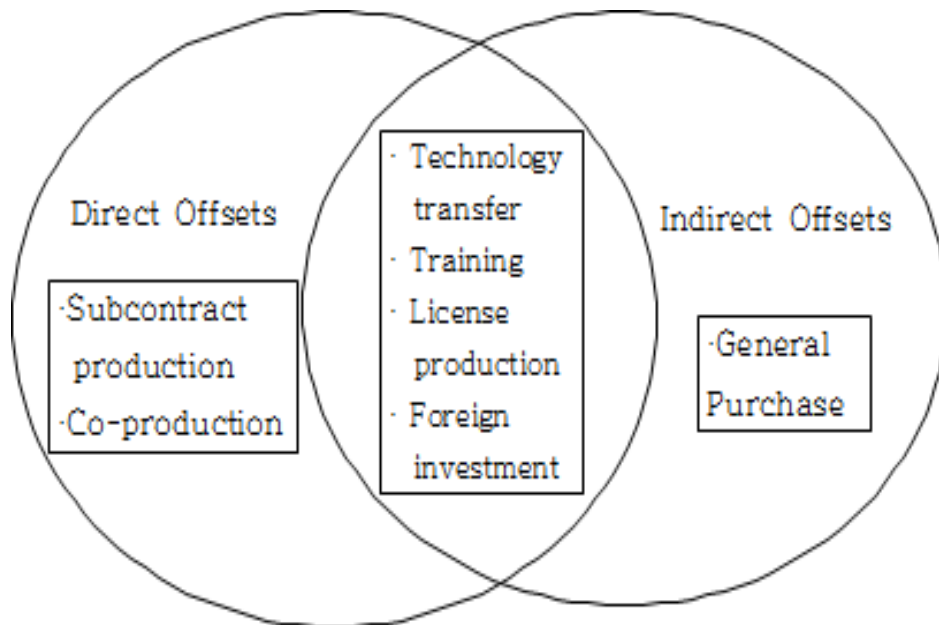 Direct Offsets
·Subcontract
production
·Co-production
· Technology
transfer
· Training
· License
production
· Foreign
investment
Indirect Offsets
·General
Purchase